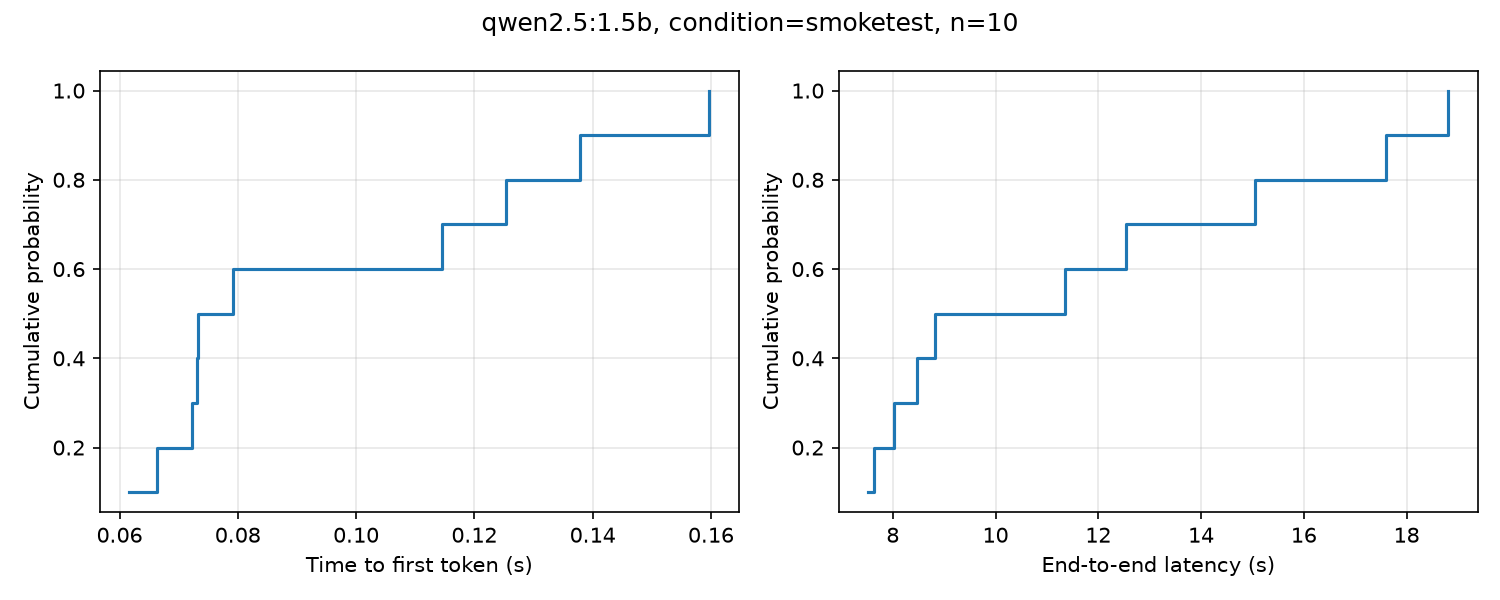 qwen2.5:1.5b, condition=smoketest, n=10
Cumulative probability
1.0
0.8
0.6
0.4
0.2
0.06 0.08 0.10 0.12 0.14 0.16
Time to first token (s)
Cumulative probability
1.0
0.8
0.6
0.4
0.2
8 10 12 14 16 18
End-to-end latency (s)